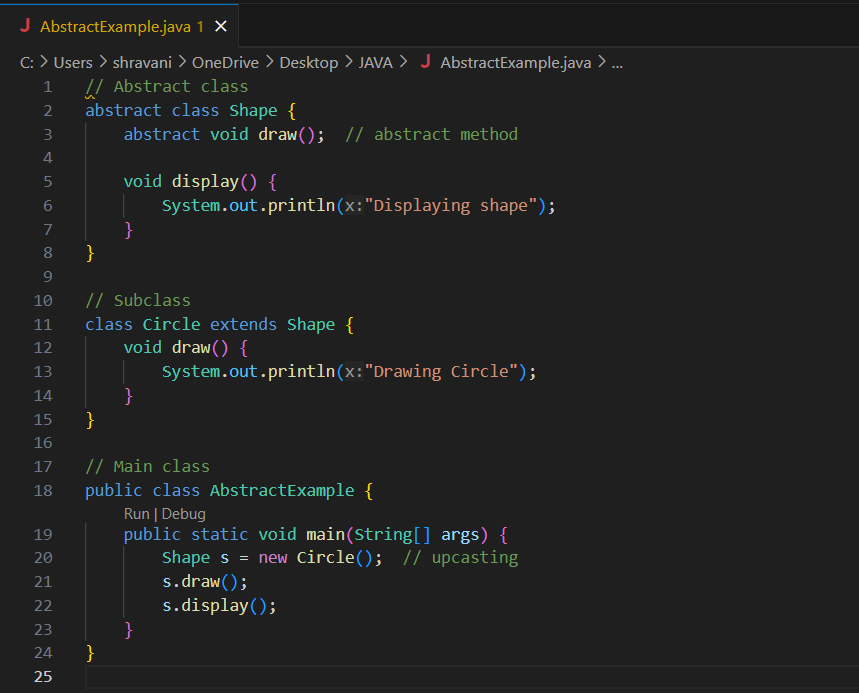 J AbstractExample.java 1 ×
C: > Users > shravani > OneDrive > Desktop > JAVA > J AbstractExample.java > ...
1 // Abstract class
2 abstract class Shape {
3     abstract void draw();  // abstract method
4
5     void display() {
6         System.out.println(x:"Displaying shape");
7     }
8 }
9
10 // Subclass
11 class Circle extends Shape {
12     void draw() {
13         System.out.println(x:"Drawing Circle");
14     }
15 }
16
17 // Main class
18 public class AbstractExample {
Run | Debug
19     public static void main(String[] args) {
20         Shape s = new Circle();  // upcasting
21         s.draw();
22         s.display();
23     }
24 }
25